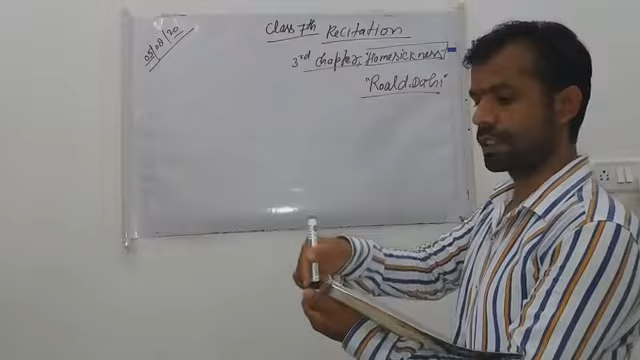 05/08/20
Class 7th Recitation
3rd Chapter, "Homesickness"
"Roald Dahl"